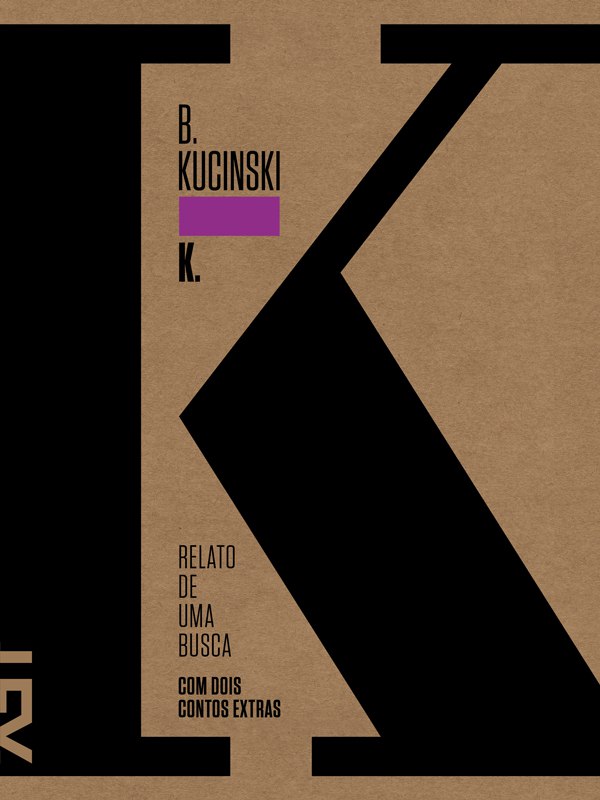 B.
KUCINSKI
K.
RELATO
DE
UMA
BUSCA
COM DOIS
CONTOS EXTRAS
K